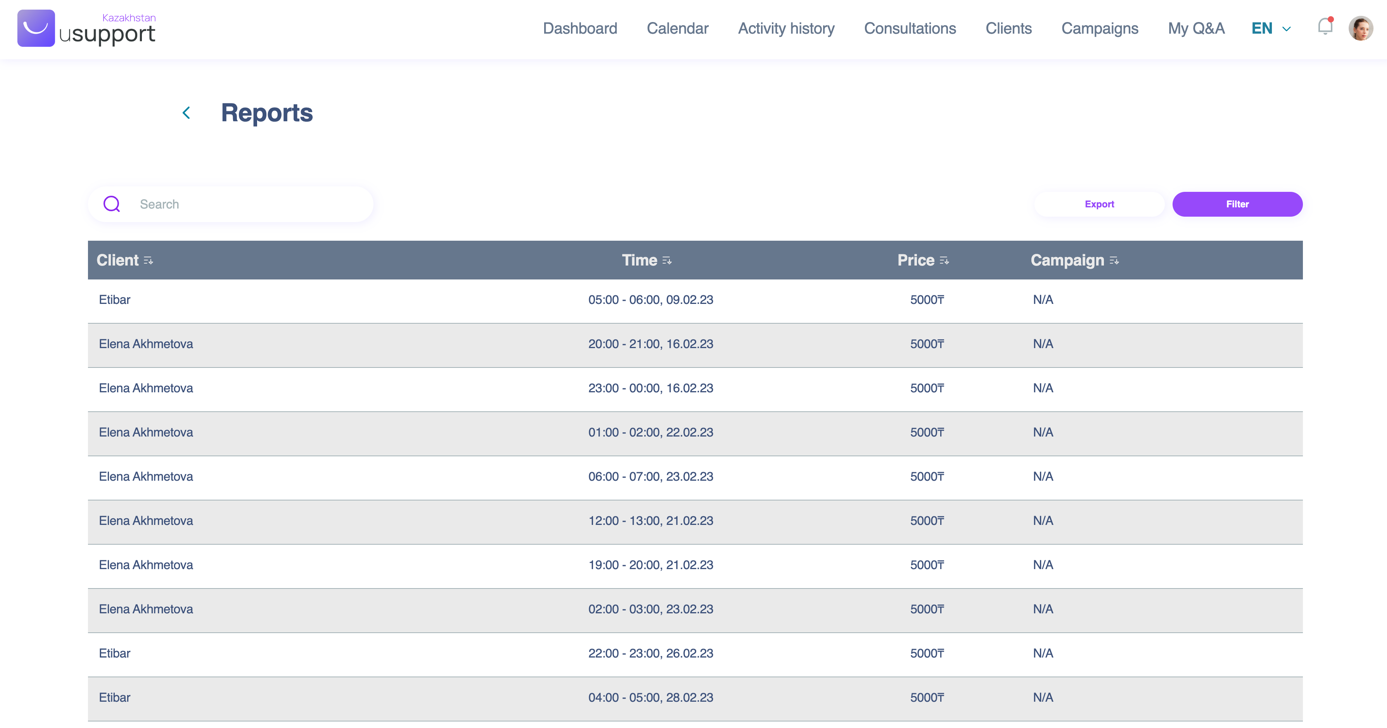 Kazakhstan
usupport
Dashboard Calendar Activity history Consultations Clients Campaigns My Q&A EN
Reports
Search Export Filter
Client Time Price Campaign
Etibar 05:00 - 06:00, 09.02.23 5000₸ N/A
Elena Akhmetova 20:00 - 21:00, 16.02.23 5000₸ N/A
Elena Akhmetova 23:00 - 00:00, 16.02.23 5000₸ N/A
Elena Akhmetova 01:00 - 02:00, 22.02.23 5000₸ N/A
Elena Akhmetova 06:00 - 07:00, 23.02.23 5000₸ N/A
Elena Akhmetova 12:00 - 13:00, 21.02.23 5000₸ N/A
Elena Akhmetova 19:00 - 20:00, 21.02.23 5000₸ N/A
Elena Akhmetova 02:00 - 03:00, 23.02.23 5000₸ N/A
Etibar 22:00 - 23:00, 26.02.23 5000₸ N/A
Etibar 04:00 - 05:00, 28.02.23 5000₸ N/A